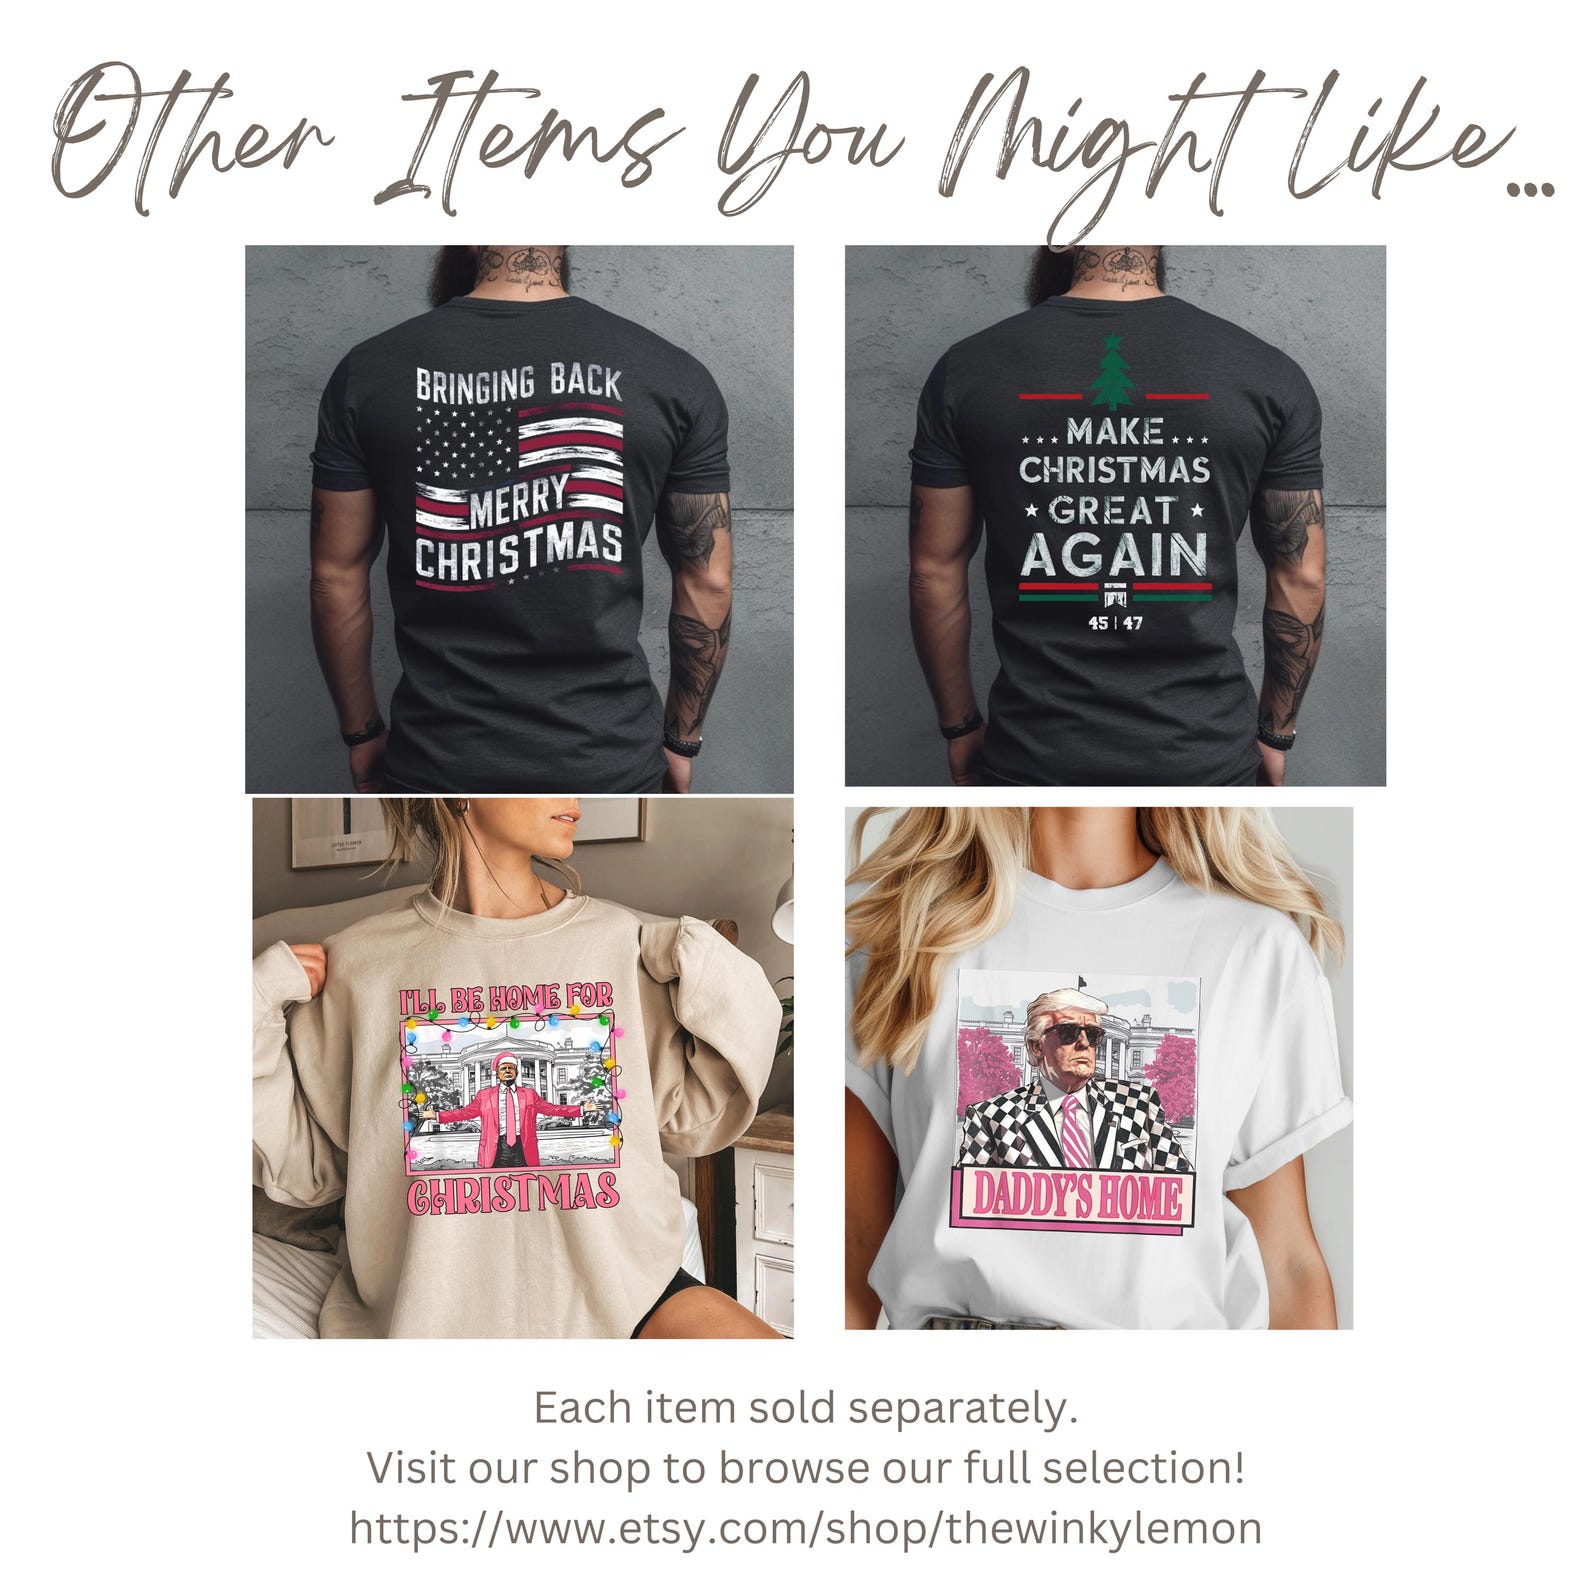 Other Items You Might Like...
BRINGING BACK
MERRY
CHRISTMAS
MAKE
CHRISTMAS
GREAT
AGAIN
45 | 47
I'LL BE HOME FOR
CHRISTMAS
DADDY'S HOME
Each item sold separately.
Visit our shop to browse our full selection!
https://www.etsy.com/shop/thewinkylemon